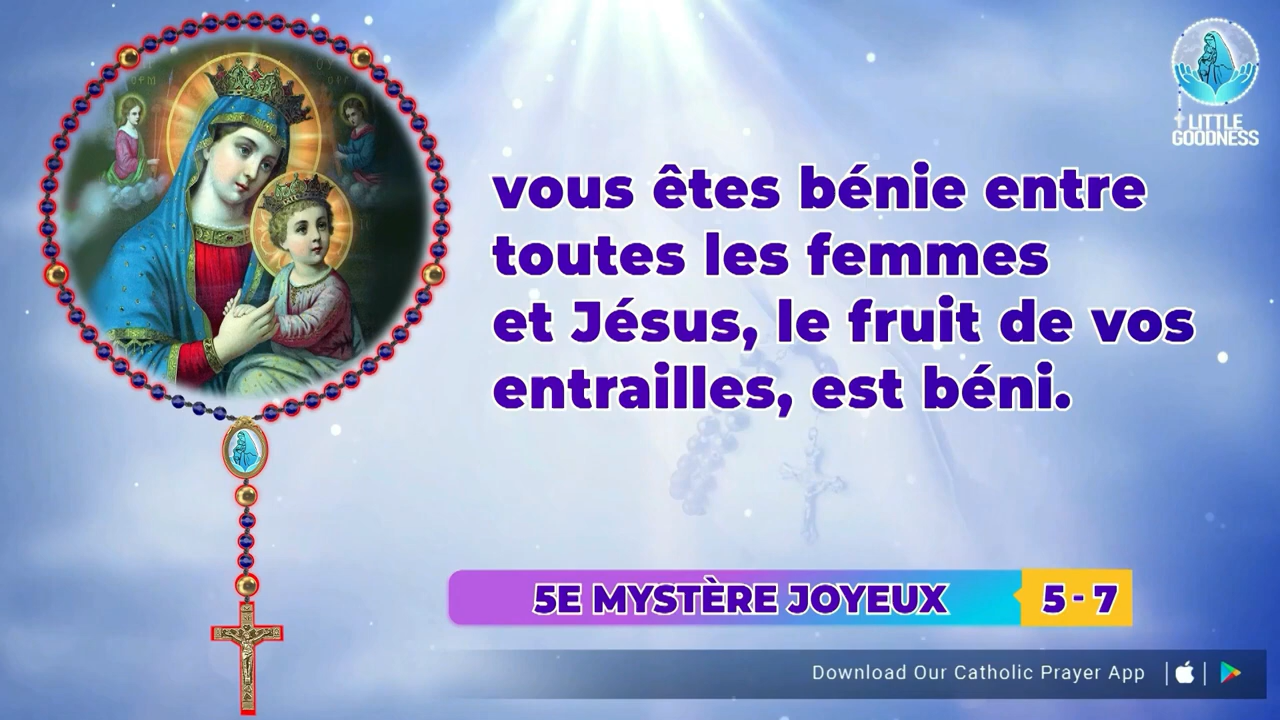 LITTLE
GOODNESS
vous êtes bénie entre
toutes les femmes
et Jésus, le fruit de vos
entrailles, est béni.
5E MYSTÈRE JOYEUX 5 - 7
Download Our Catholic Prayer App